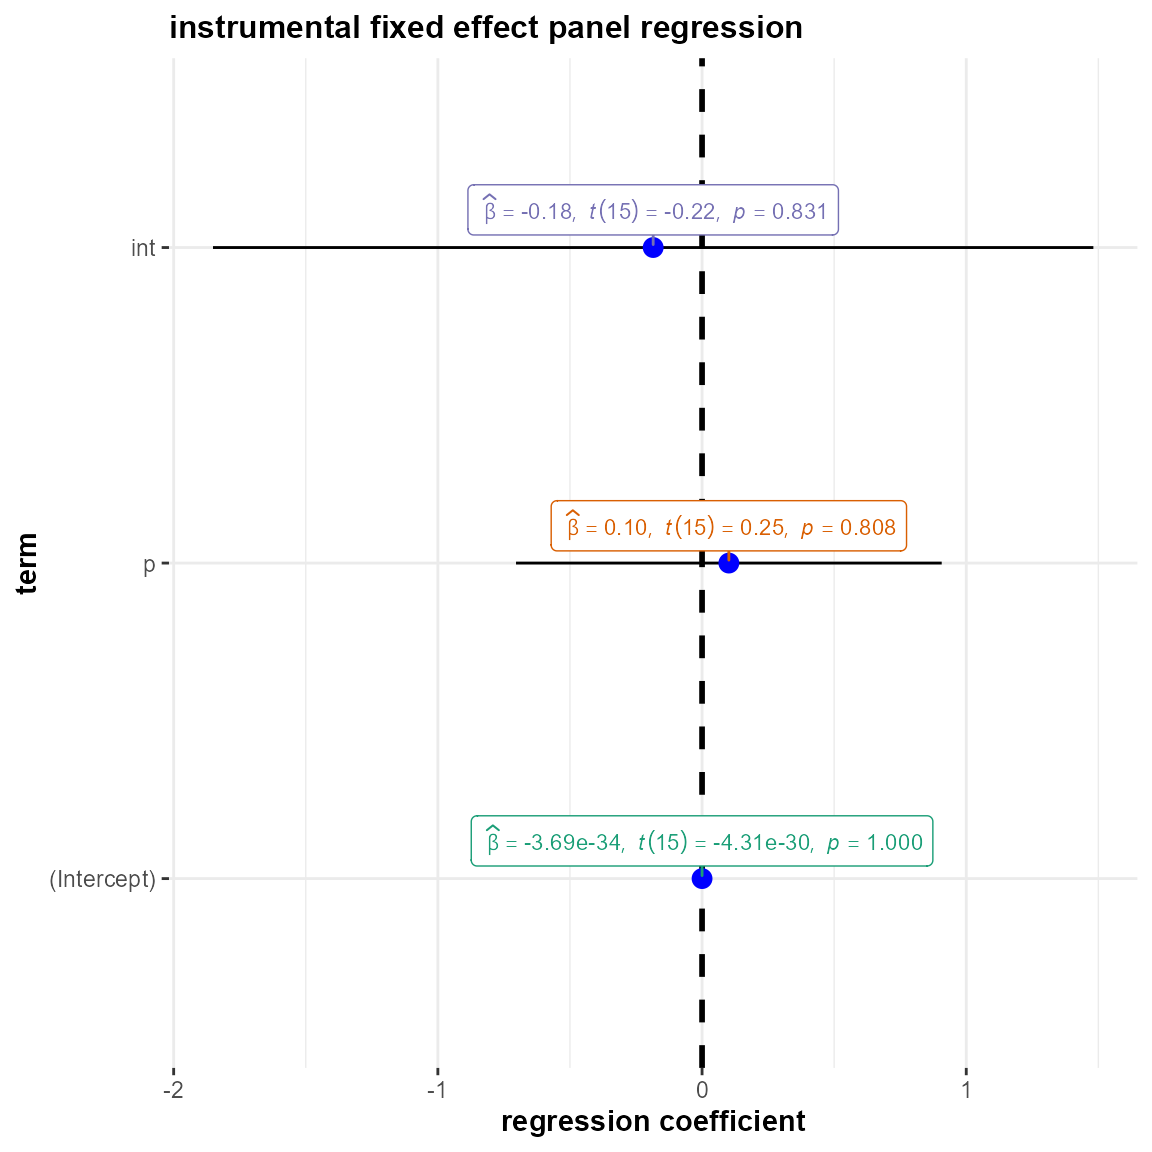 instrumental fixed effect panel regression
β̂ = -0.18, t(15) = -0.22, p = 0.831
int
β̂ = 0.10, t(15) = 0.25, p = 0.808
p
term
β̂ = -3.69e-34, t(15) = -4.31e-30, p = 1.000
(Intercept)
-2 -1 0 1
regression coefficient